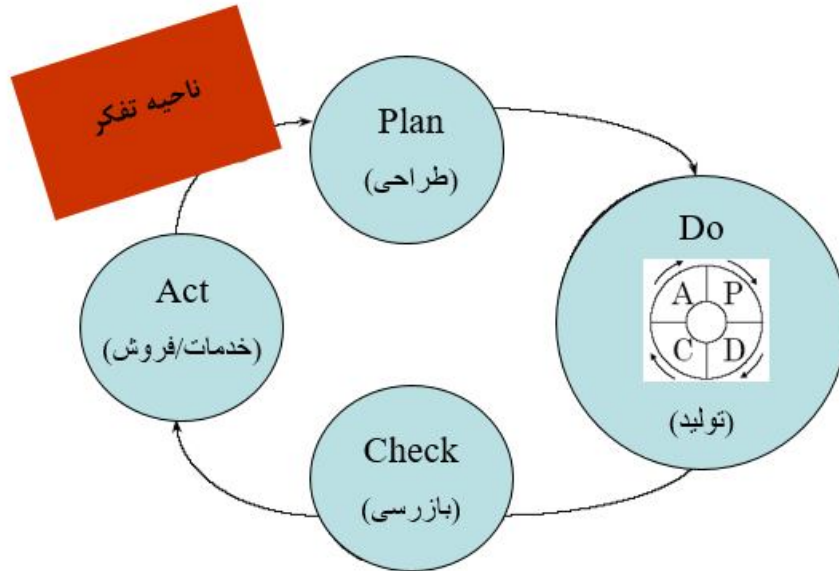 ناحیه تفکر
Plan
(طراحی)
Do
A P
C D
(تولید)
Check
(بازرسی)
Act
(خدمات/فروش)